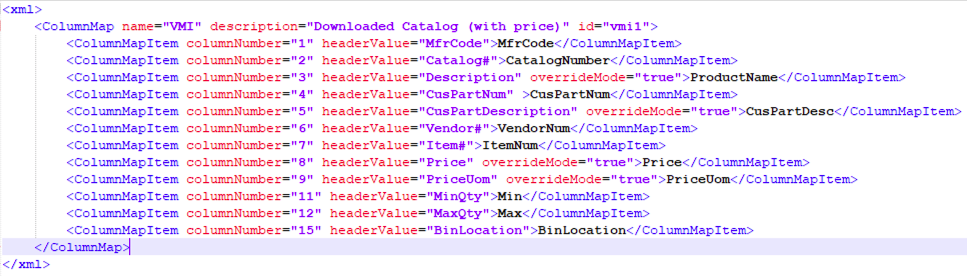 <xml>
<ColumnMap name="VMI" description="Downloaded Catalog (with price)" id="vmi1">
<ColumnMapItem columnNumber="1" headerValue="MfrCode">MfrCode</ColumnMapItem>
<ColumnMapItem columnNumber="2" headerValue="Catalog#">CatalogNumber</ColumnMapItem>
<ColumnMapItem columnNumber="3" headerValue="Description" overrideMode="true">ProductName</ColumnMapItem>
<ColumnMapItem columnNumber="4" headerValue="CusPartNum" >CusPartNum</ColumnMapItem>
<ColumnMapItem columnNumber="5" headerValue="CusPartDescription" overrideMode="true">CusPartDesc</ColumnMapItem>
<ColumnMapItem columnNumber="6" headerValue="Vendor#">VendorNum</ColumnMapItem>
<ColumnMapItem columnNumber="7" headerValue="Item#">ItemNum</ColumnMapItem>
<ColumnMapItem columnNumber="8" headerValue="Price" overrideMode="true">Price</ColumnMapItem>
<ColumnMapItem columnNumber="9" headerValue="PriceUom" overrideMode="true">PriceUom</ColumnMapItem>
<ColumnMapItem columnNumber="11" headerValue="MinQty">Min</ColumnMapItem>
<ColumnMapItem columnNumber="12" headerValue="MaxQty">Max</ColumnMapItem>
<ColumnMapItem columnNumber="15" headerValue="BinLocation">BinLocation</ColumnMapItem>
</ColumnMap>
</xml>